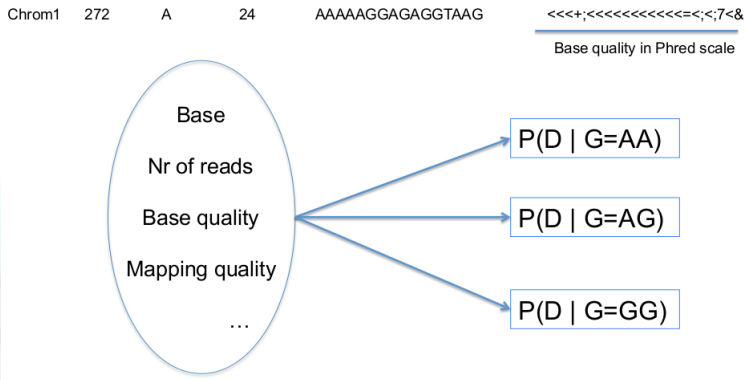 Chrom1 272 A 24 AAAAAGGAGAGGTAAG <<<+;<<<<<<<<<<<=<;<;7<&
Base quality in Phred scale
Base
Nr of reads
Base quality
Mapping quality
…
P(D | G=AA)
P(D | G=AG)
P(D | G=GG)